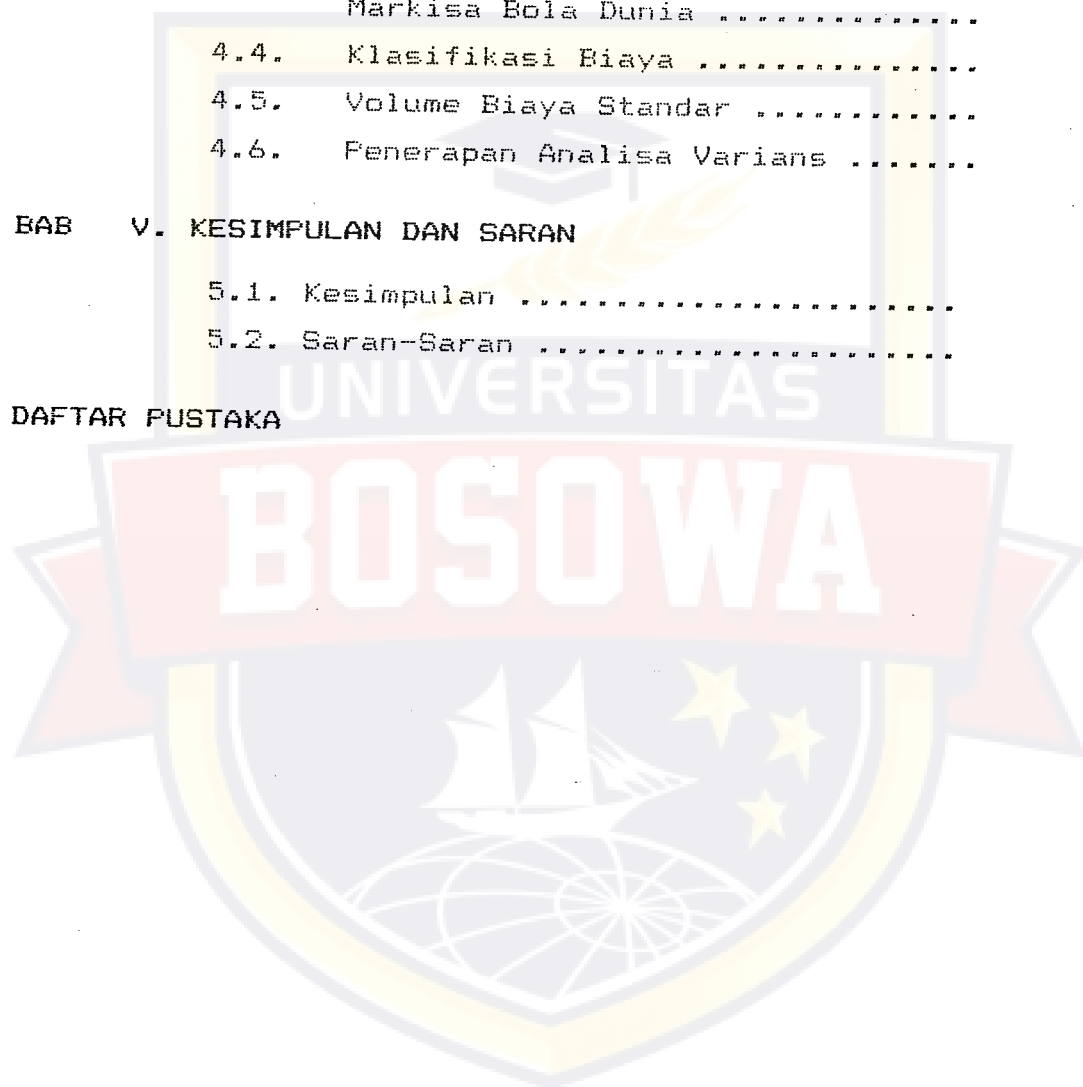 Markisa Bola Dunia ..............
4.4. Klasifikasi Biaya ...............
4.5. Volume Biaya Standar ............
4.6. Penerapan Analisa Varians .......
BAB V. KESIMPULAN DAN SARAN
5.1. Kesimpulan .......................
5.2. Saran-Saran ......................
UNIVERSITAS
DAFTAR PUSTAKA
BOSOWA